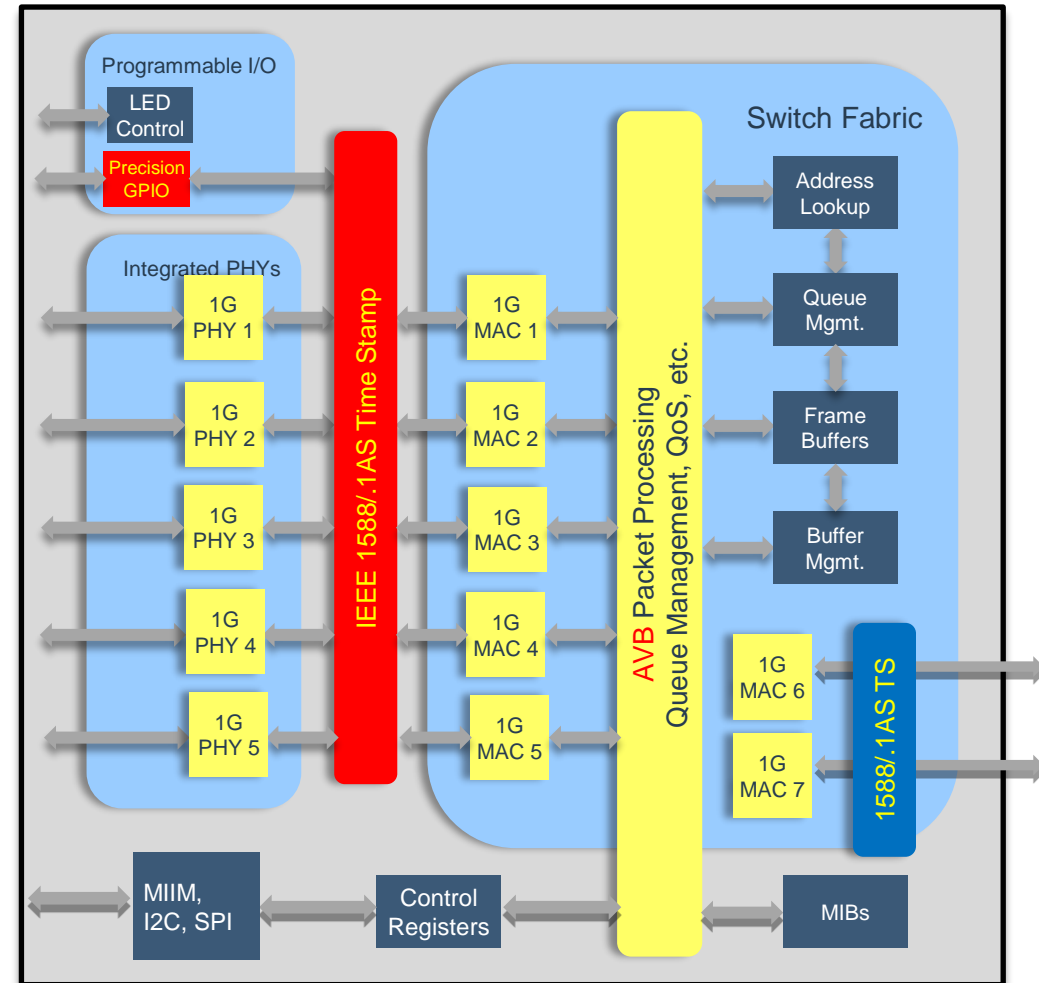 Programmable I/O
LED
Control
Precision
GPIO
Integrated PHYs
1G
PHY 1
1G
PHY 2
1G
PHY 3
1G
PHY 4
1G
PHY 5
IEEE 1588/.1AS Time Stamp
Switch Fabric
1G
MAC 1
1G
MAC 2
1G
MAC 3
1G
MAC 4
1G
MAC 5
AVB Packet Processing
Queue Management, QoS, etc.
Address
Lookup
Queue
Mgmt.
Frame
Buffers
Buffer
Mgmt.
1G
MAC 6
1G
MAC 7
1588/.1AS TS
MIIM,
I2C, SPI
Control
Registers
MIBs